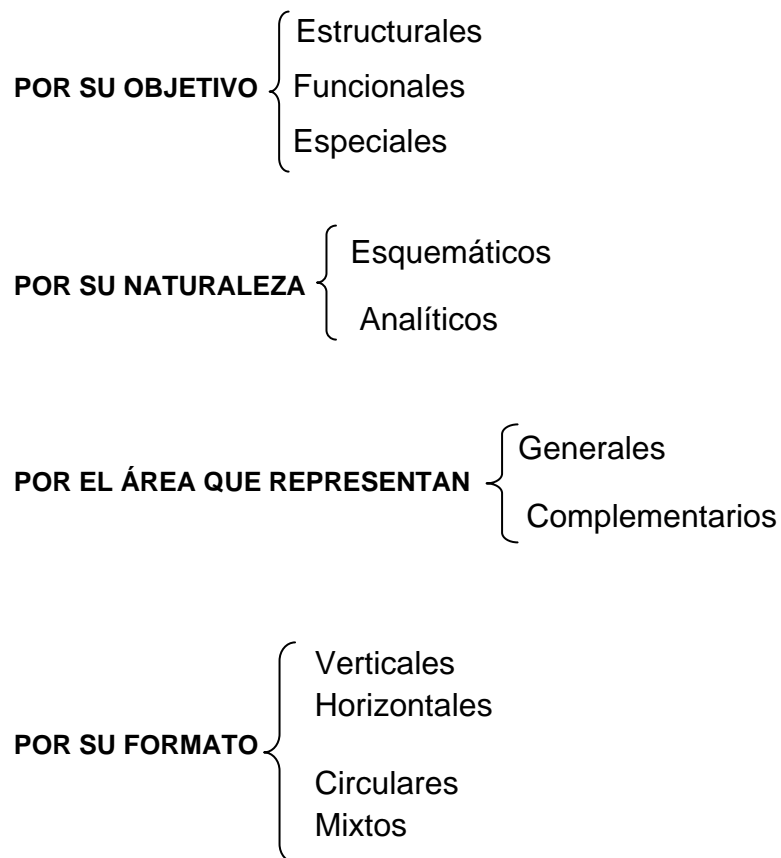 Estructurales
POR SU OBJETIVO Funcionales
Especiales
Esquemáticos
POR SU NATURALEZA
Analíticos
Generales
POR EL ÁREA QUE REPRESENTAN
Complementarios
Verticales
Horizontales
POR SU FORMATO
Circulares
Mixtos